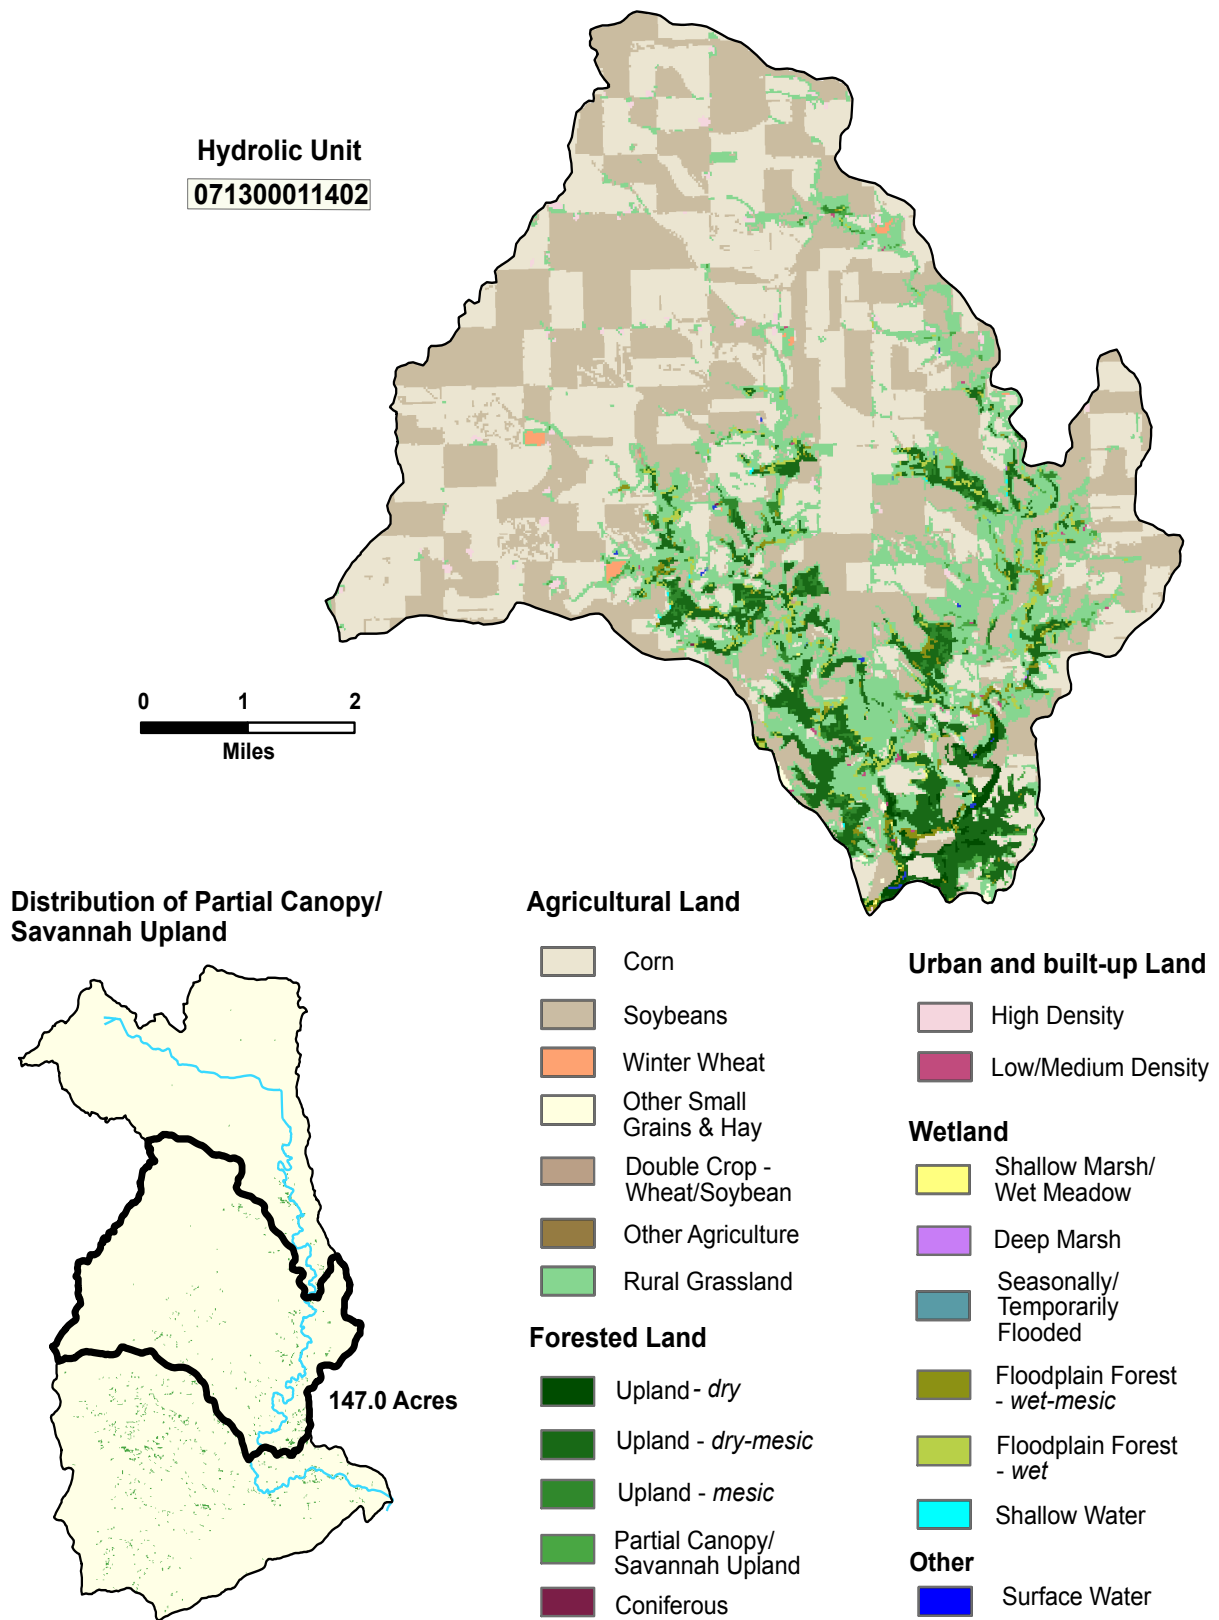 Hydrolic Unit
071300011402
0 1 2
Miles
Distribution of Partial Canopy/
Savannah Upland
147.0 Acres
Agricultural Land
Corn
Soybeans
Winter Wheat
Other Small
Grains & Hay
Double Crop -
Wheat/Soybean
Other Agriculture
Rural Grassland
Forested Land
Upland - dry
Upland - dry-mesic
Upland - mesic
Partial Canopy/
Savannah Upland
Coniferous
Urban and built-up Land
High Density
Low/Medium Density
Wetland
Shallow Marsh/
Wet Meadow
Deep Marsh
Seasonally/
Temporarily
Flooded
Floodplain Forest
- wet-mesic
Floodplain Forest
- wet
Shallow Water
Other
Surface Water